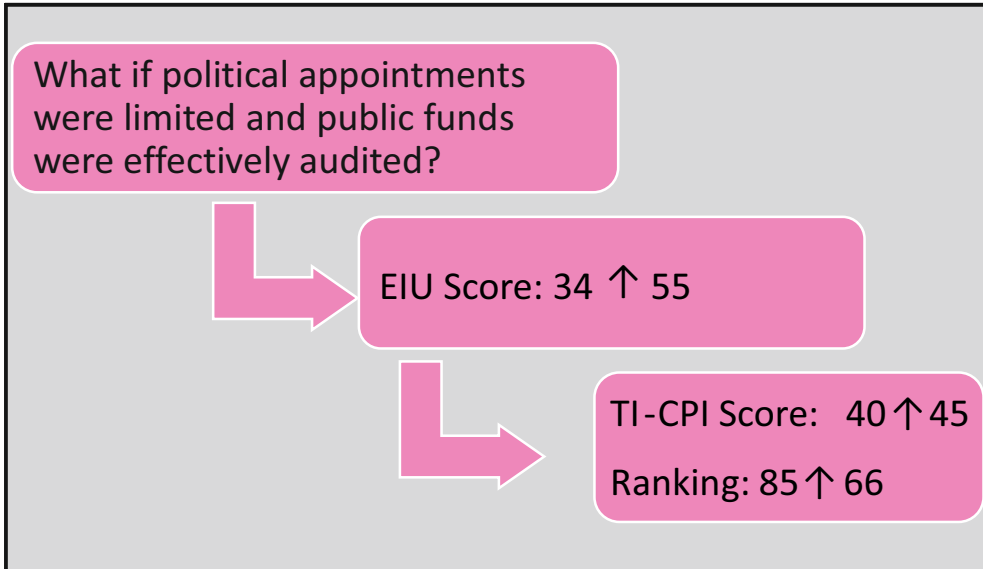 What if political appointments
were limited and public funds
were effectively audited?
EIU Score: 34 ↑ 55
TI-CPI Score: 40 ↑ 45
Ranking: 85 ↑ 66